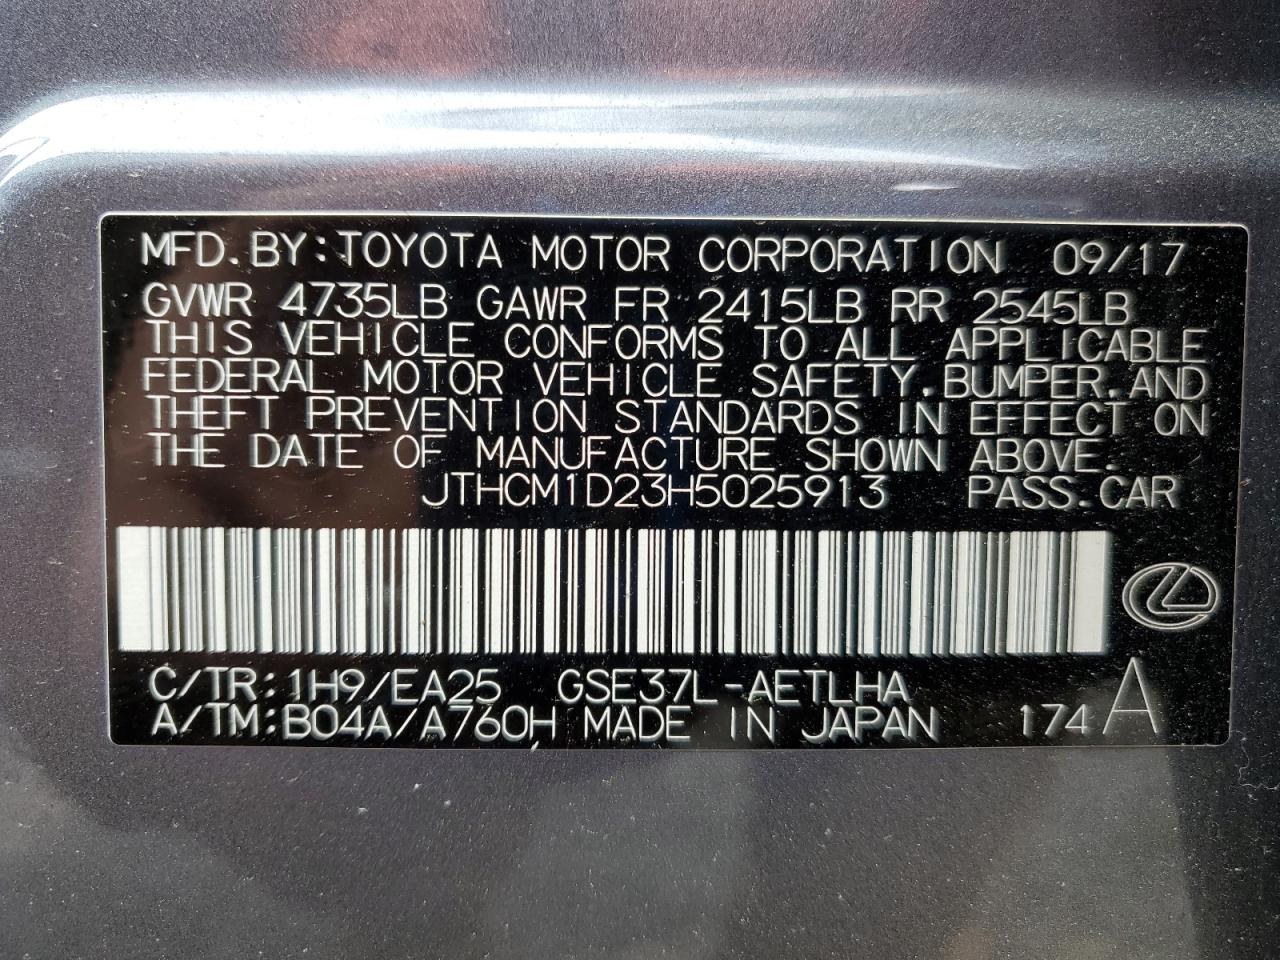 MFD. BY: TOYOTA MOTOR CORPORATION 09/17
GVWR 4735LB GAWR FR 2415LB RR 2545LB
THIS VEHICLE CONFORMS TO ALL APPLICABLE
FEDERAL MOTOR VEHICLE SAFETY, BUMPER, AND
THEFT PREVENTION STANDARDS IN EFFECT ON
THE DATE OF MANUFACTURE SHOWN ABOVE.
JTHCM1D23H5025913 PASS. CAR
C/TR: 1H9/EA25 GSE37L-AETLHA
A/TM: B04A/A760H MADE IN JAPAN 174 A